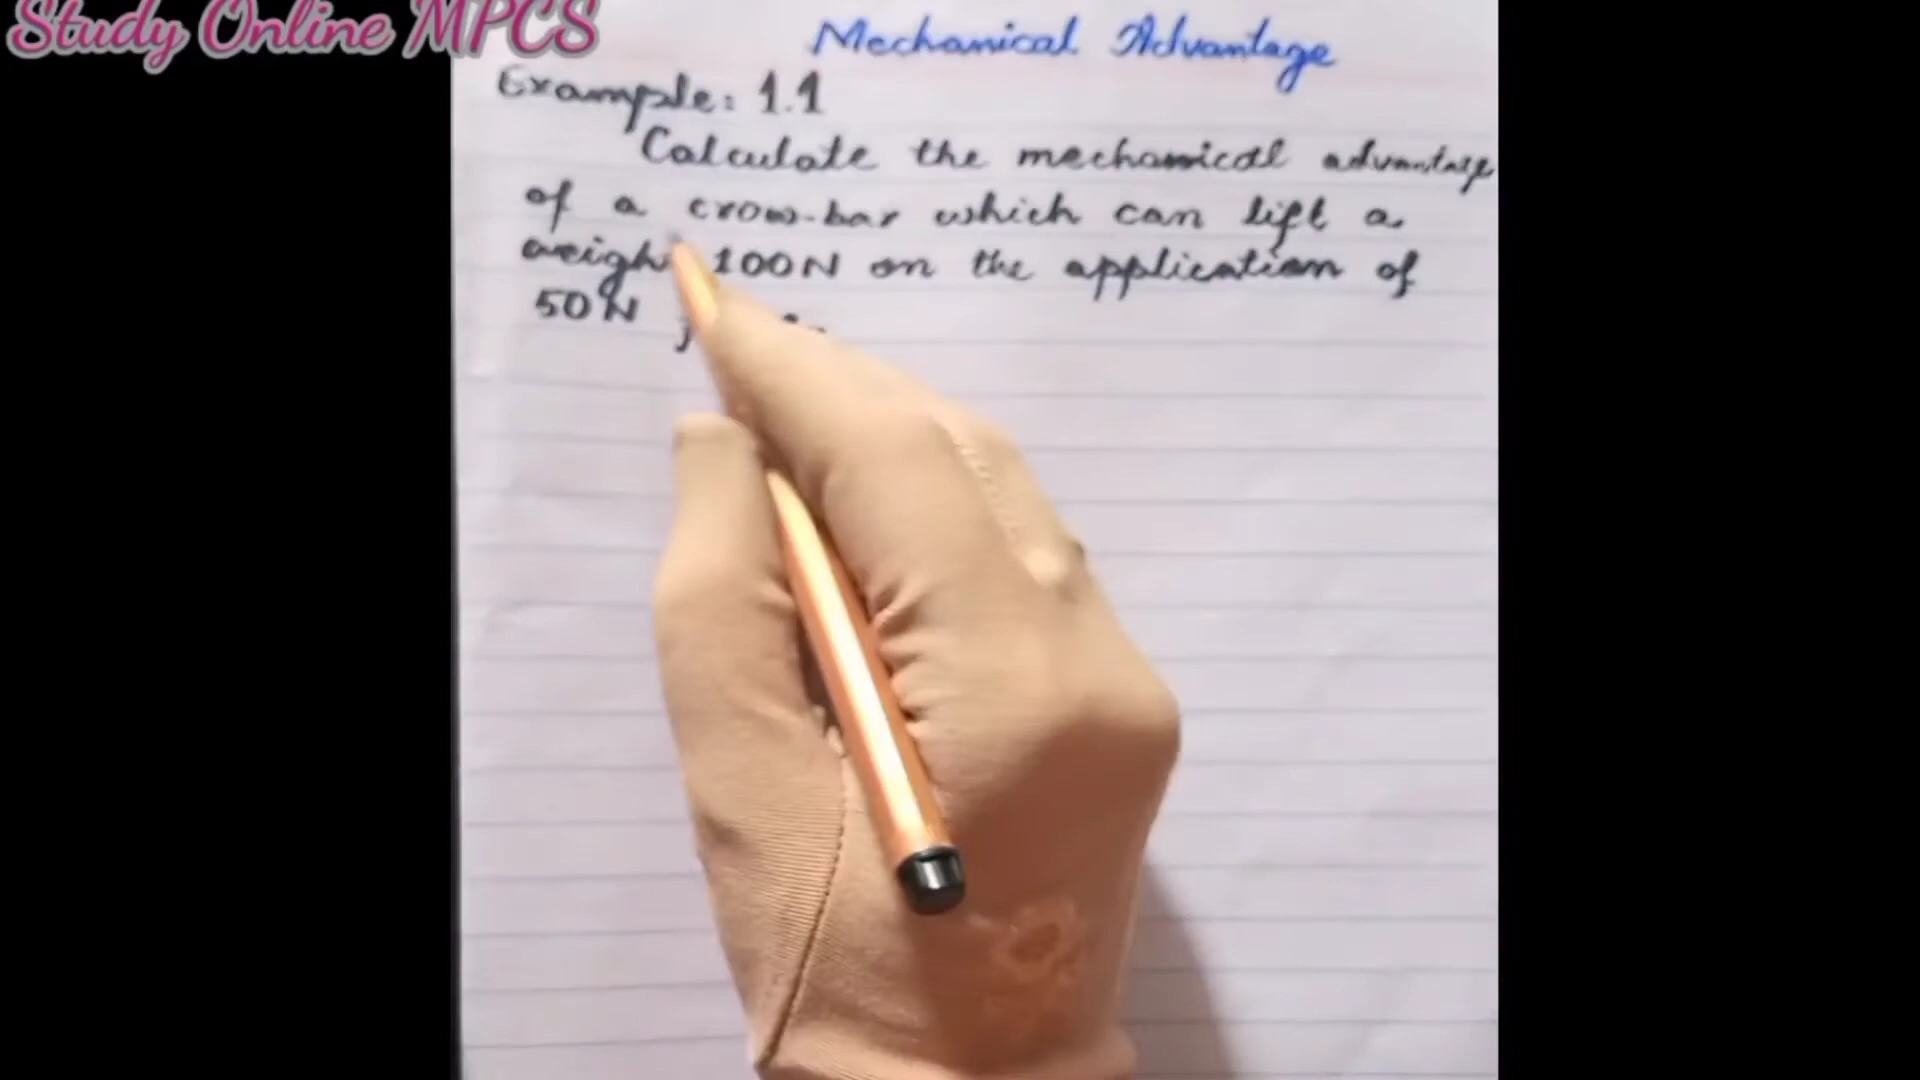 Study Online MPCS
Mechanical Advantage
Example: 1.1
Calculate the mechanical advantage
of a crow-bar which can lift a
weight 100N on the application of
50N